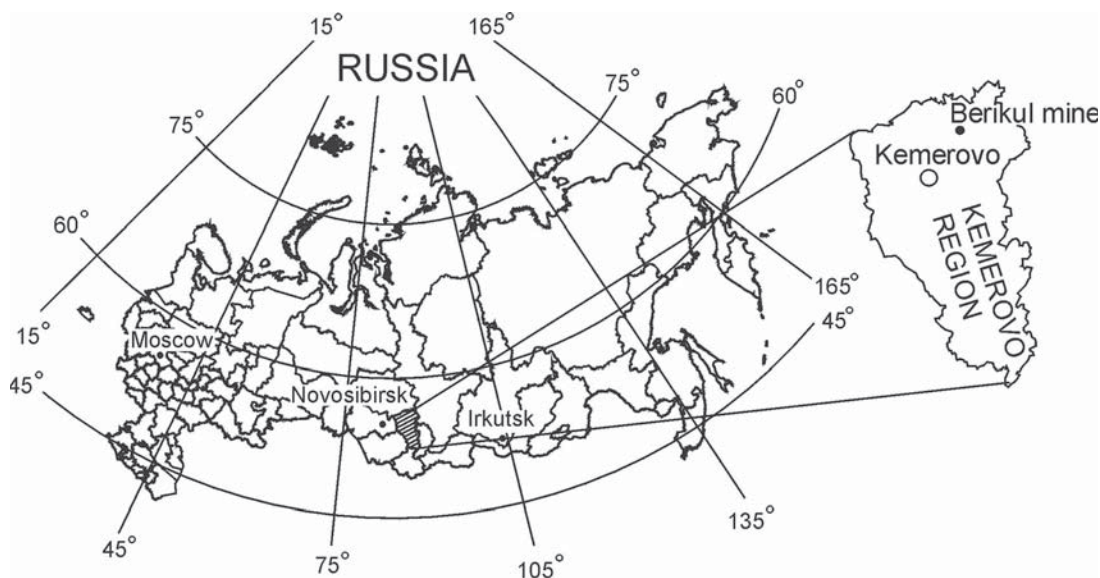 15°
165°
RUSSIA
75°
75°
60°
Berikul mine
Kemerovo
KEMEROVO
REGION
60°
165°
15°
45°
Moscow
45°
Novosibirsk
Irkutsk
135°
45°
75°
105°